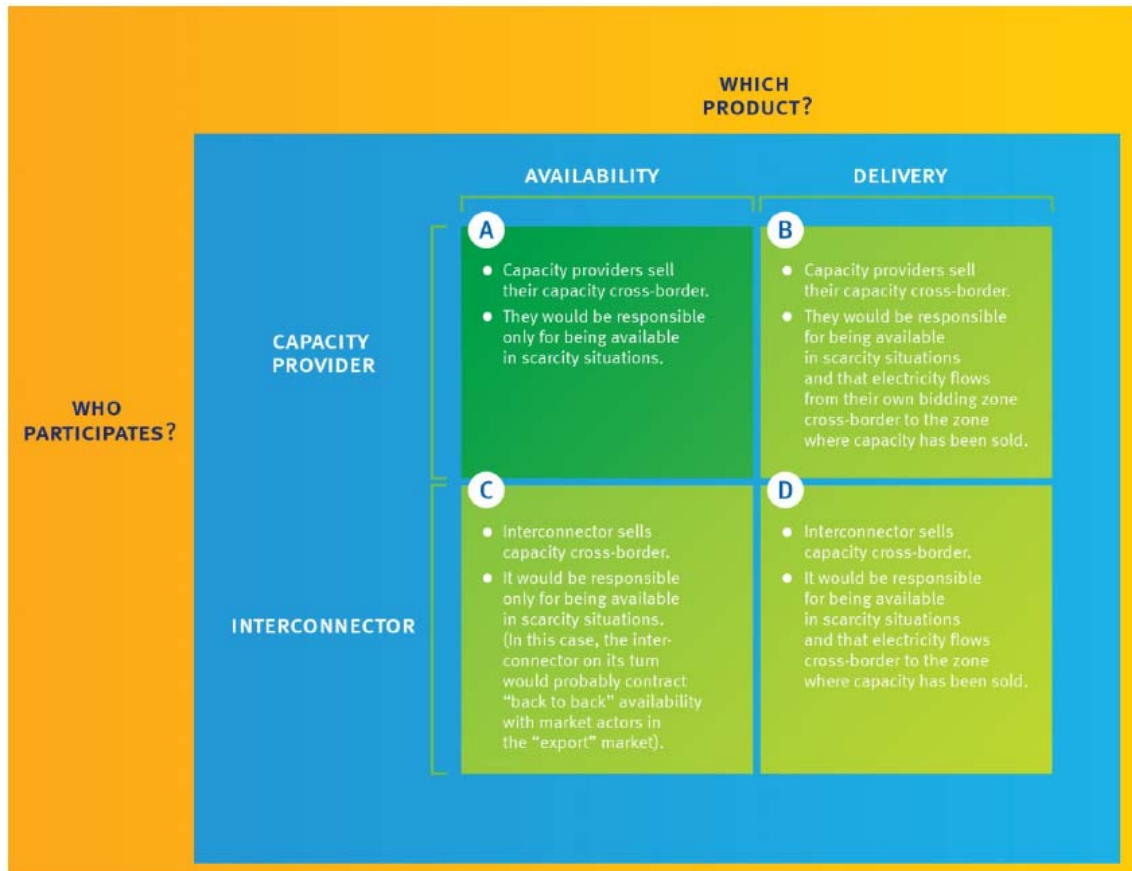 WHICH
PRODUCT?
AVAILABILITY
DELIVERY
WHO
PARTICIPATES?
CAPACITY
PROVIDER
A
• Capacity providers sell
their capacity cross-border.
• They would be responsible
only for being available
in scarcity situations.
B
• Capacity providers sell
their capacity cross-border.
• They would be responsible
for being available
in scarcity situations
and that electricity flows
from their own bidding zone
cross-border to the zone
where capacity has been sold.
INTERCONNECTOR
C
• Interconnector sells
capacity cross-border.
• It would be responsible
only for being available
in scarcity situations.
(In this case, the inter-
connector on its turn
would probably contract
“back to back” availability
with market actors in
the “export” market).
D
• Interconnector sells
capacity cross-border.
• It would be responsible
for being available
in scarcity situations
and that electricity flows
cross-border to the zone
where capacity has been sold.